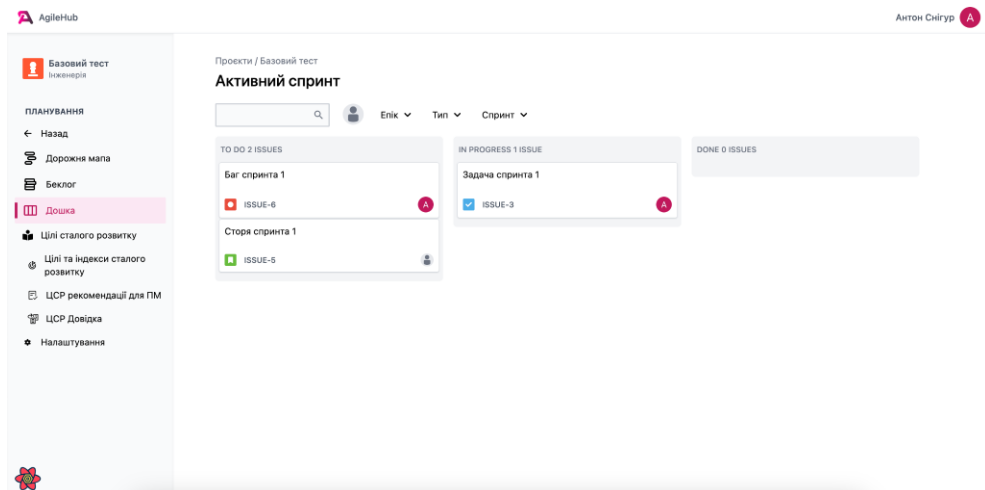 AgileHub
Антон Снігур
A
Базовий тест
Інженерія
ПЛАНУВАННЯ
Назад
Дорожня мапа
Беклог
Дошка
Цілі сталого розвитку
Цілі та індекси сталого
розвитку
ЦСР рекомендації для ПМ
ЦСР Довідка
Налаштування
Проєкти / Базовий тест
Активний спринт
Епік
Тип
Спринт
TO DO 2 ISSUES
Баг спринта 1
ISSUE-6
A
Сторя спринта 1
ISSUE-5
IN PROGRESS 1 ISSUE
Задача спринта 1
ISSUE-3
A
DONE 0 ISSUES